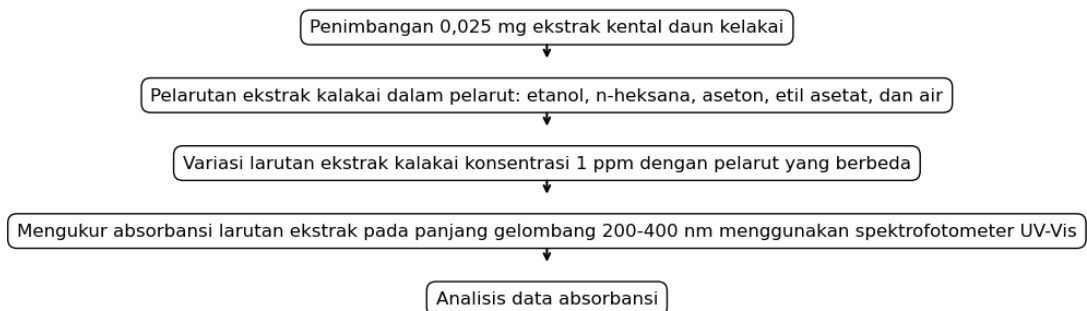 Penimbangan 0,025 mg ekstrak kental daun kelakai
Pelarutan ekstrak kalakai dalam pelarut: etanol, n-heksana, aseton, etil asetat, dan air
Variasi larutan ekstrak kalakai konsentrasi 1 ppm dengan pelarut yang berbeda
Mengukur absorbansi larutan ekstrak pada panjang gelombang 200-400 nm menggunakan spektrofotometer UV-Vis
Analisis data absorbansi